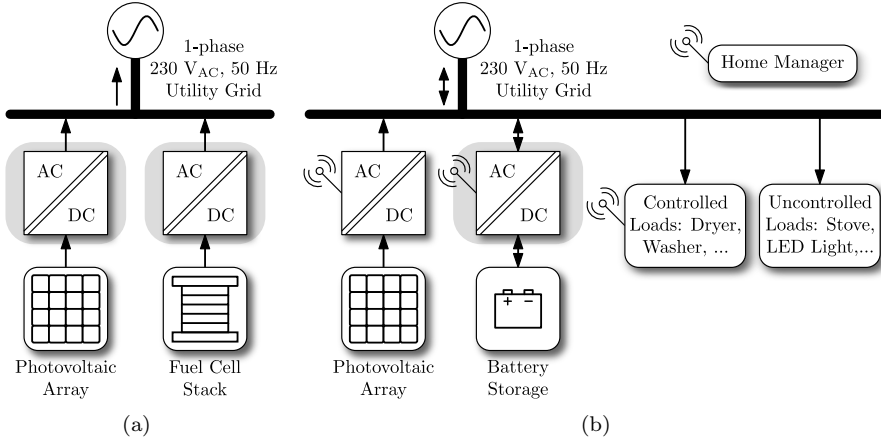 1-phase
230 VAC, 50 Hz
Utility Grid
AC
DC
AC
DC
Photovoltaic
Array
Fuel Cell
Stack
(a)
1-phase
230 VAC, 50 Hz
Utility Grid
Home Manager
AC
DC
AC
DC
Controlled
Loads: Dryer,
Washer, ...
Uncontrolled
Loads: Stove,
LED Light,...
+ −
Photovoltaic
Array
Battery
Storage
(b)